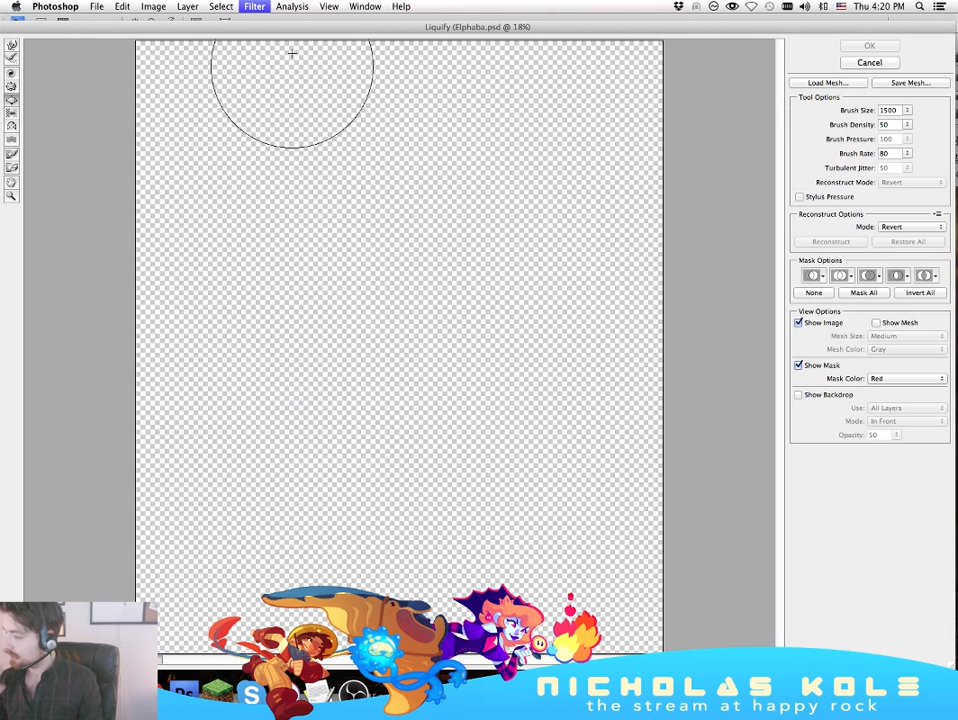 Photoshop File Edit Image Layer Select Filter Analysis View Window Help Thu 4:20 PM
Liquify (Elphaba.psd @ 18%)
OK
Cancel
Load Mesh... Save Mesh...
Tool Options
Brush Size: 1500
Brush Density: 50
Brush Pressure: 100
Brush Rate: 80
Turbulent Jitter: 50
Reconstruct Mode: Revert
Stylus Pressure
Reconstruct Options
Mode: Revert
Reconstruct Restore All
Mask Options
None Mask All Invert All
View Options
Show Image Show Mesh
Mesh Size: Medium
Mesh Color: Gray
Show Mask
Mask Color: Red
Show Backdrop
Use: All Layers
Mode: In Front
Opacity: 50
Ps
S
NICHOLAS KOLE
the stream at happy rock